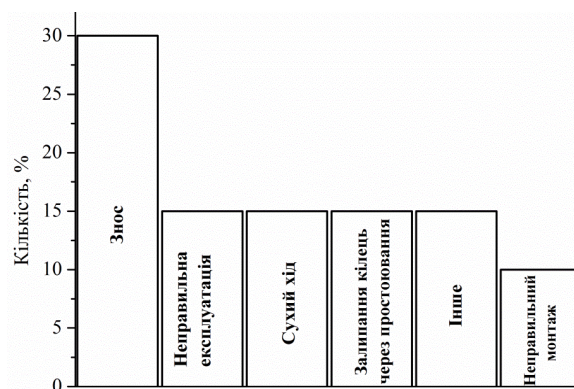 Кількість, %
30
25
20
15
10
5
0
Знос
Неправильна
експлуатація
Сухий хід
Залипання кілець
через простоювання
Інше
Неправильний
монтаж